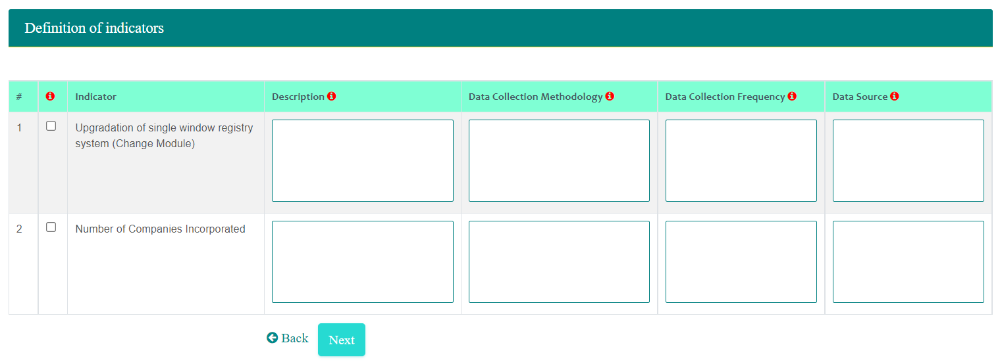 Definition of indicators
# Indicator Description Data Collection Methodology Data Collection Frequency Data Source
1 Upgradation of single window registry
system (Change Module)
2 Number of Companies Incorporated
Back Next